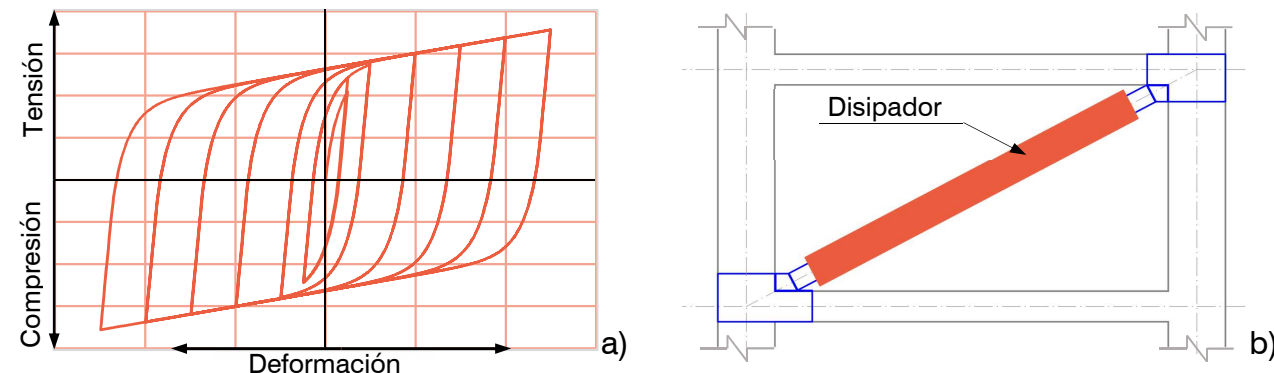 Tensión
Compresión
Deformación
a)
Disipador
b)